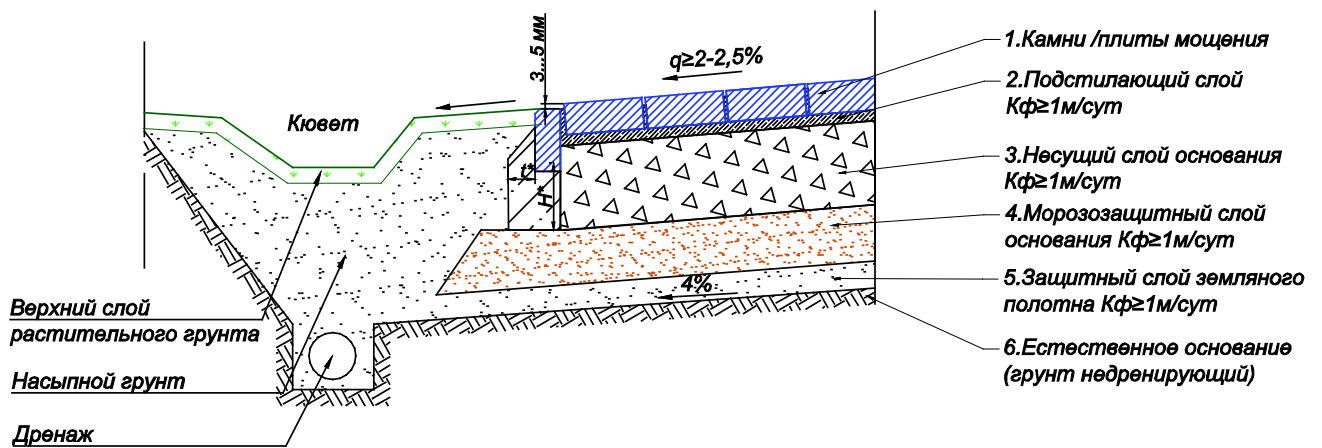 3...5 мм
q≥2-2,5%
Кювет
t*
H*
4%
1.Камни /плиты мощения
2.Подстилающий слой
Кф≥1м/сут
3.Несущий слой основания
Кф≥1м/сут
4.Морозозащитный слой
основания Кф≥1м/сут
5.Защитный слой земляного
полотна Кф≥1м/сут
6.Естественное основание
(грунт недренирующий)
Верхний слой
растительного грунта
Насыпной грунт
Дренаж